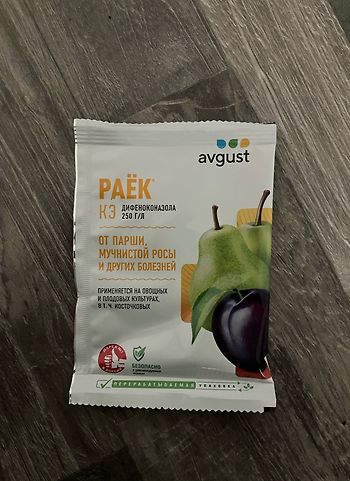 avgust
РАЁК®
КЭ ДИФЕНОКОНАЗОЛА
250 Г/Л
ОТ ПАРШИ,
МУЧНИСТОЙ РОСЫ
И ДРУГИХ БОЛЕЗНЕЙ
ПРИМЕНЯЕТСЯ НА ОВОЩНЫХ
И ПЛОДОВЫХ КУЛЬТУРАХ,
В Т.Ч. КОСТОЧКОВЫХ
БЕЗОПАСНО
ПЕРЕРАБАТЫВАЕМАЯ УПАКОВКА